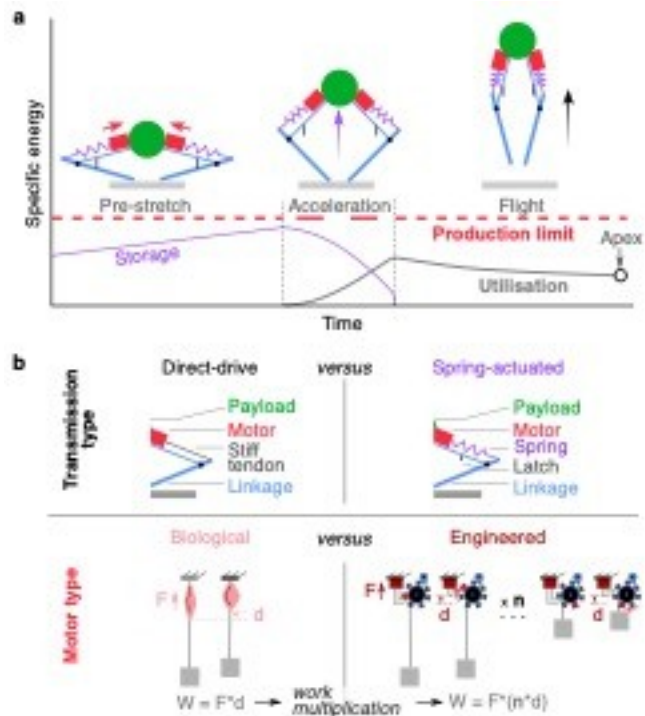 a
Specific energy
Pre-stretch
Acceleration
Flight
Production limit
Storage
Apex
Utilisation
Time
b
Transmission
type
Direct-drive
versus
Spring-actuated
Payload
Motor
Stiff
tendon
Linkage
Payload
Motor
Spring
Latch
Linkage
Motor type
Biological
versus
Engineered
F
d
F
d
x n
d
W = F*d
work
multiplication
W = F*(n*d)